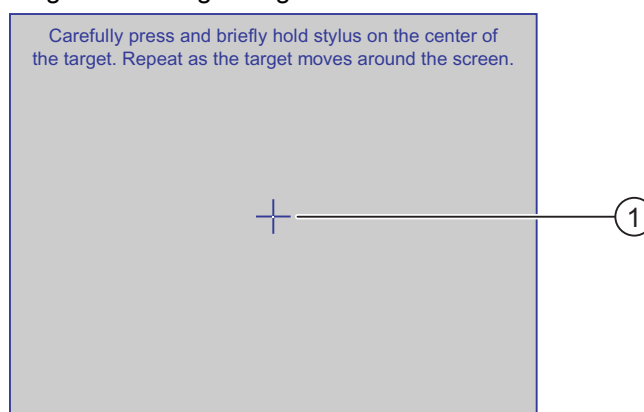 Carefully press and briefly hold stylus on the center of
the target. Repeat as the target moves around the screen.
1